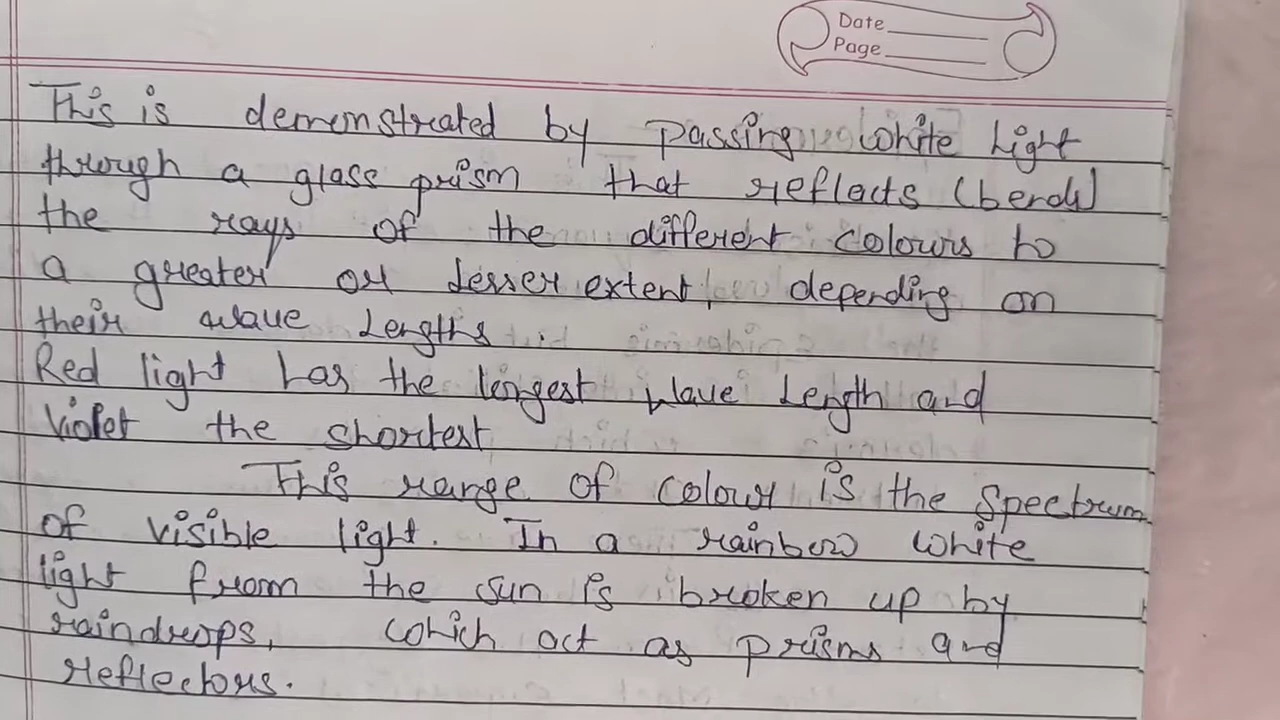 Date
Page
This is demonstrated by passing white light
through a glass prism that reflects (bends)
the rays of the different colours to
a greater or lesser extent depending on
their wave lengths
Red light has the longest wave length and
violet the shortest
This range of colour is the spectrum
of visible light. In a rainbow white
light from the sun is broken up by
raindrops, which act as prisms and
reflectors.